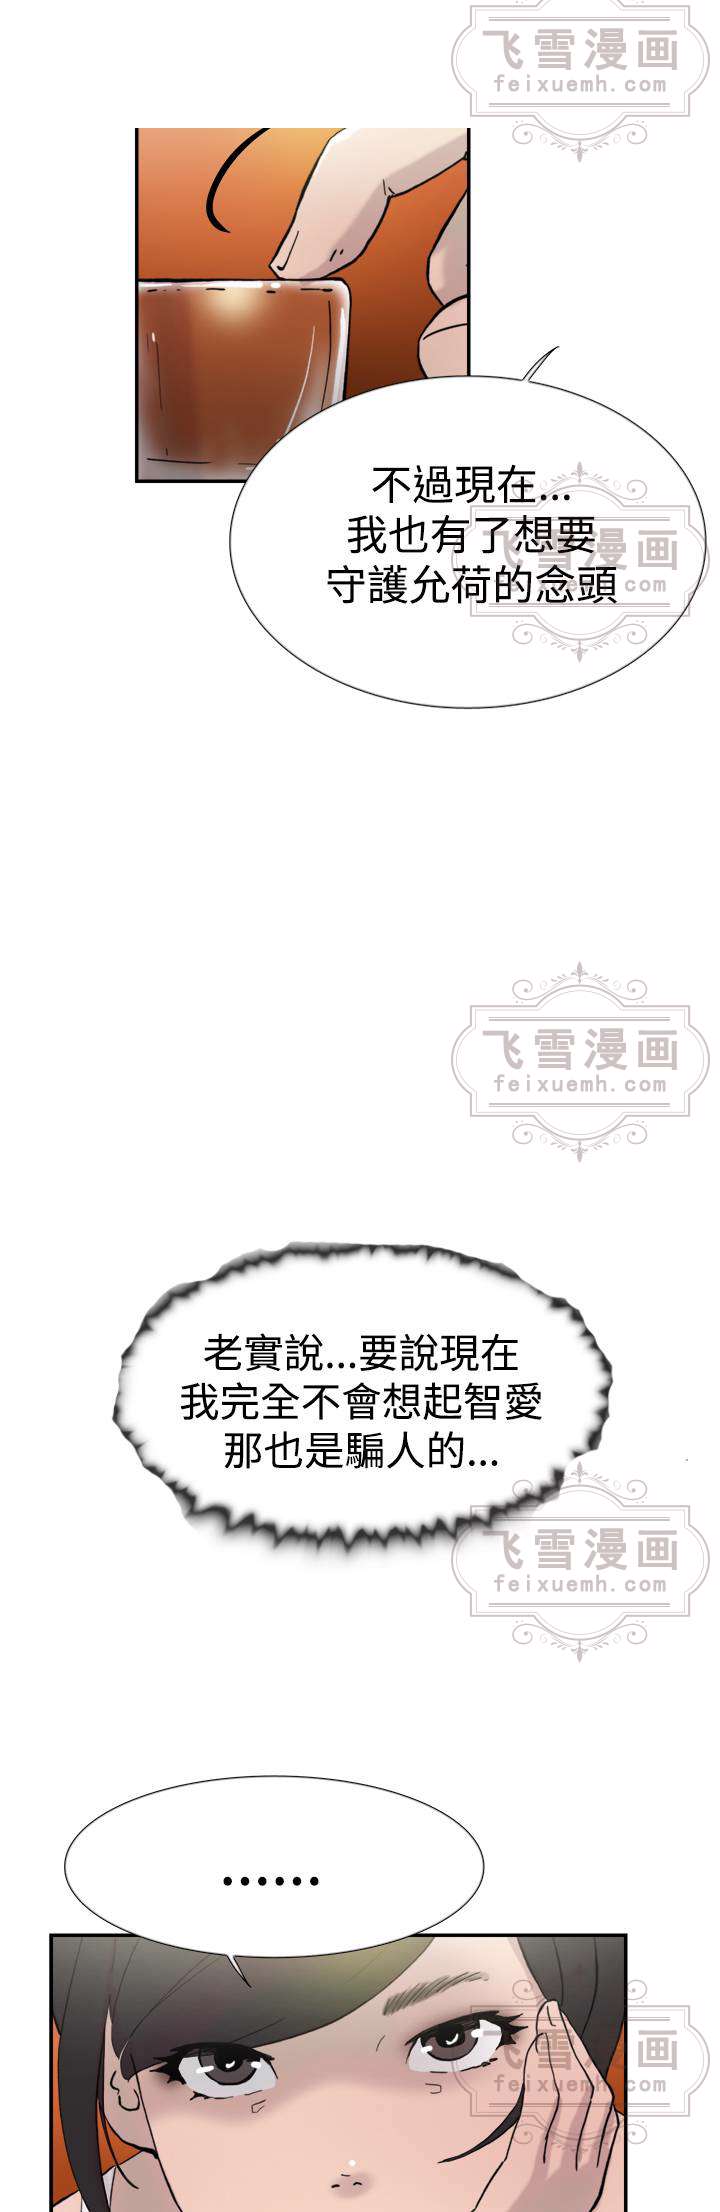 飞雪漫画
feixuemh.com
不過現在...
我也有了想要
守護允荷的念頭
飞雪漫画
feixuemh.com
飞雪漫画
feixuemh.com
老實說...要說現在
我完全不會想起智愛
那也是騙人的...
飞雪漫画
feixuemh.com
......
飞雪漫画
feixuemh.com